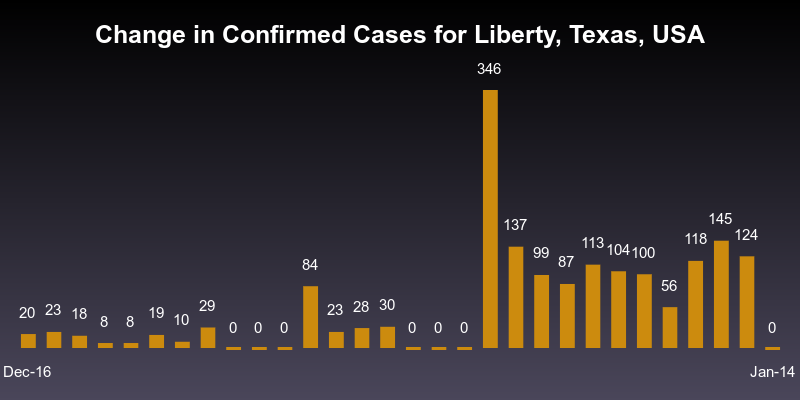 Change in Confirmed Cases for Liberty, Texas, USA
346
145
137
124
118
113 104 100
99
87
84
56
29 30
20 23 18 19 23 28
8 8 10
0 0 0 0 0 0 0
Dec-16 Jan-14